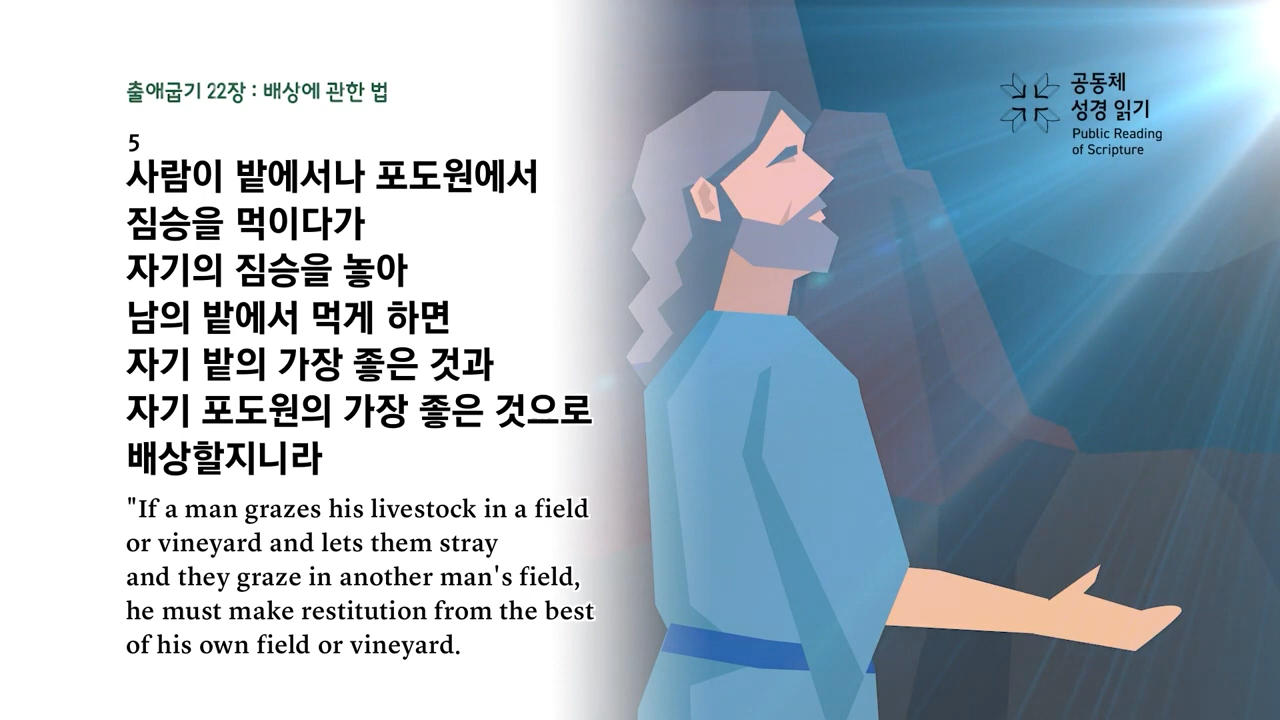 출애굽기 22장 : 배상에 관한 법
공동체
성경 읽기
Public Reading
of Scripture
5
사람이 밭에서나 포도원에서
짐승을 먹이다가
자기의 짐승을 놓아
남의 밭에서 먹게 하면
자기 밭의 가장 좋은 것과
자기 포도원의 가장 좋은 것으로
배상할지니라
"If a man grazes his livestock in a field
or vineyard and lets them stray
and they graze in another man's field,
he must make restitution from the best
of his own field or vineyard.